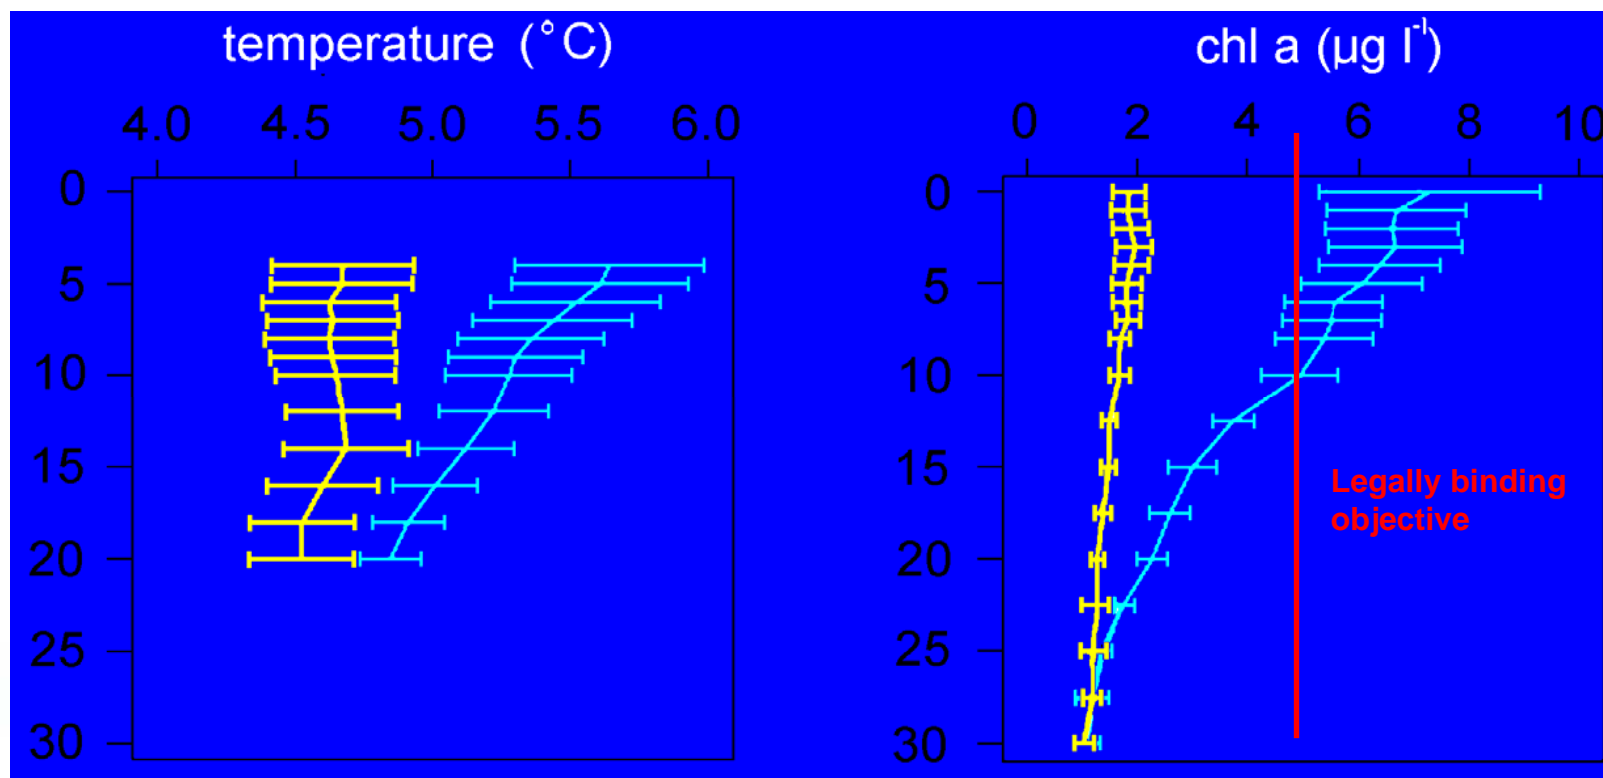 temperature (°C)
chl a (µg l-1)
4.0 4.5 5.0 5.5 6.0
0 2 4 6 8 10
0 0
5 5
10 10
15 15
Legally binding
objective
20 20
25 25
30 30